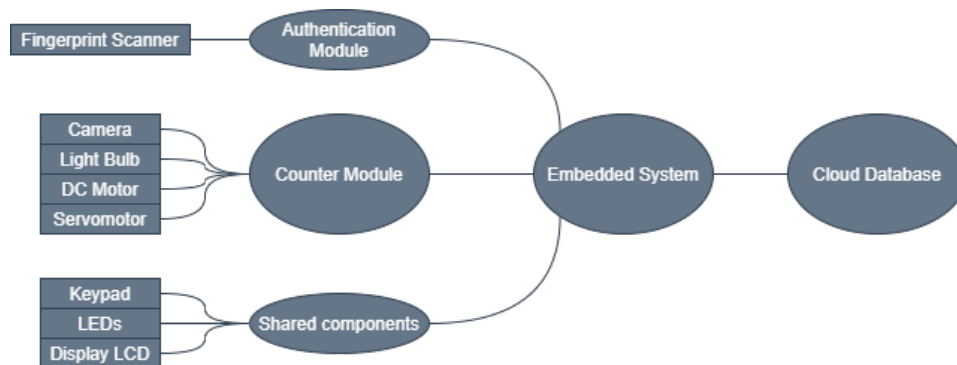 Fingerprint Scanner
Authentication
Module
Camera
Light Bulb
DC Motor
Servomotor
Counter Module
Embedded System
Cloud Database
Keypad
LEDs
Display LCD
Shared components